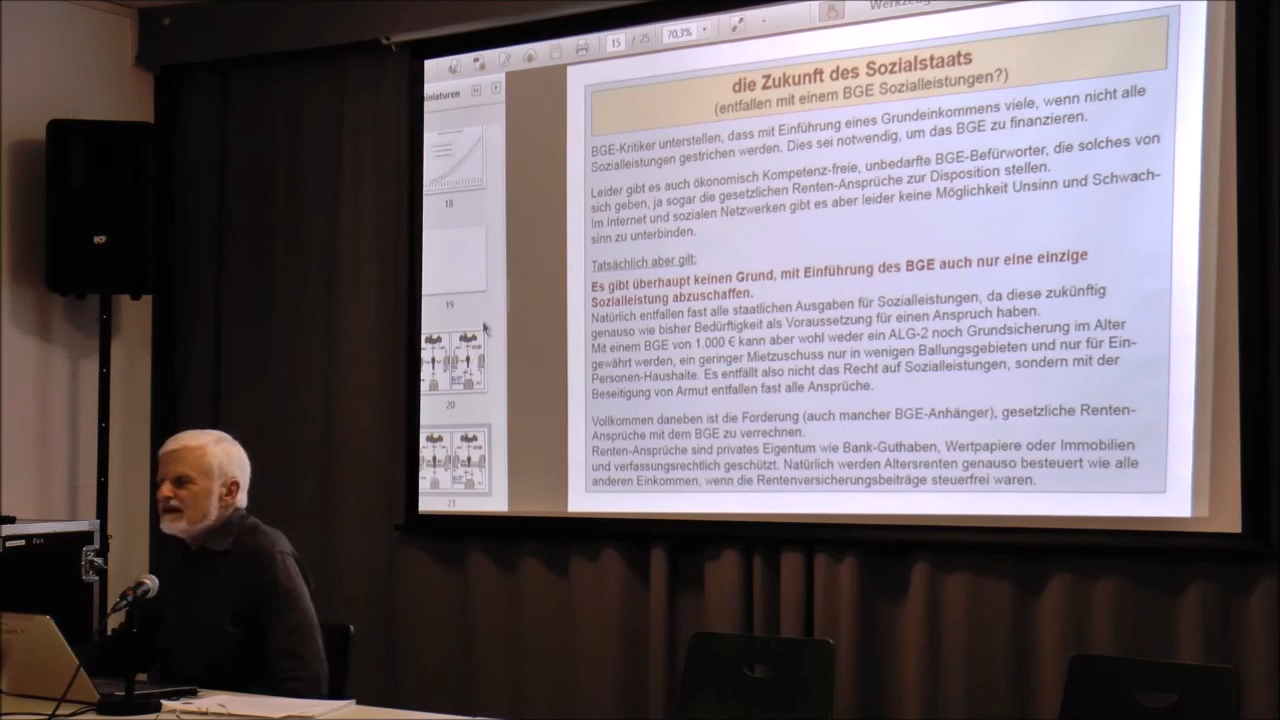 15 / 25
70,3%
Werkzeug
die Zukunft des Sozialstaats
(entfallen mit einem BGE Sozialleistungen?)
BGE-Kritiker unterstellen, dass mit Einführung eines Grundeinkommens viele, wenn nicht alle
Sozialleistungen gestrichen werden. Dies sei notwendig, um das BGE zu finanzieren.
Leider gibt es auch ökonomisch Kompetenz-freie, unbedarfte BGE-Befürworter, die solches von
sich geben, ja sogar die gesetzlichen Renten-Ansprüche zur Disposition stellen.
Im Internet und sozialen Netzwerken gibt es aber leider keine Möglichkeit Unsinn und Schwach-
sinn zu unterbinden.
Tatsächlich aber gilt:
Es gibt überhaupt keinen Grund, mit Einführung des BGE auch nur eine einzige
Sozialleistung abzuschaffen.
Natürlich entfallen fast alle staatlichen Ausgaben für Sozialleistungen, da diese zukünftig
genauso wie bisher Bedürftigkeit als Voraussetzung für einen Anspruch haben.
Mit einem BGE von 1.000 € kann aber wohl weder ein ALG-2 noch Grundsicherung im Alter
gewährt werden, ein geringer Mietzuschuss nur in wenigen Ballungsgebieten und nur für Ein-
Personen-Haushalte. Es entfällt also nicht das Recht auf Sozialleistungen, sondern mit der
Beseitigung von Armut entfallen fast alle Ansprüche.
Vollkommen daneben ist die Forderung (auch mancher BGE-Anhänger), gesetzliche Renten-
Ansprüche mit dem BGE zu verrechnen.
Renten-Ansprüche sind privates Eigentum wie Bank-Guthaben, Wertpapiere oder Immobilien
und verfassungsrechtlich geschützt. Natürlich werden Altersrenten genauso besteuert wie alle
anderen Einkommen, wenn die Rentenversicherungsbeiträge steuerfrei waren.
iniaturen
18
19
20
21
RCF